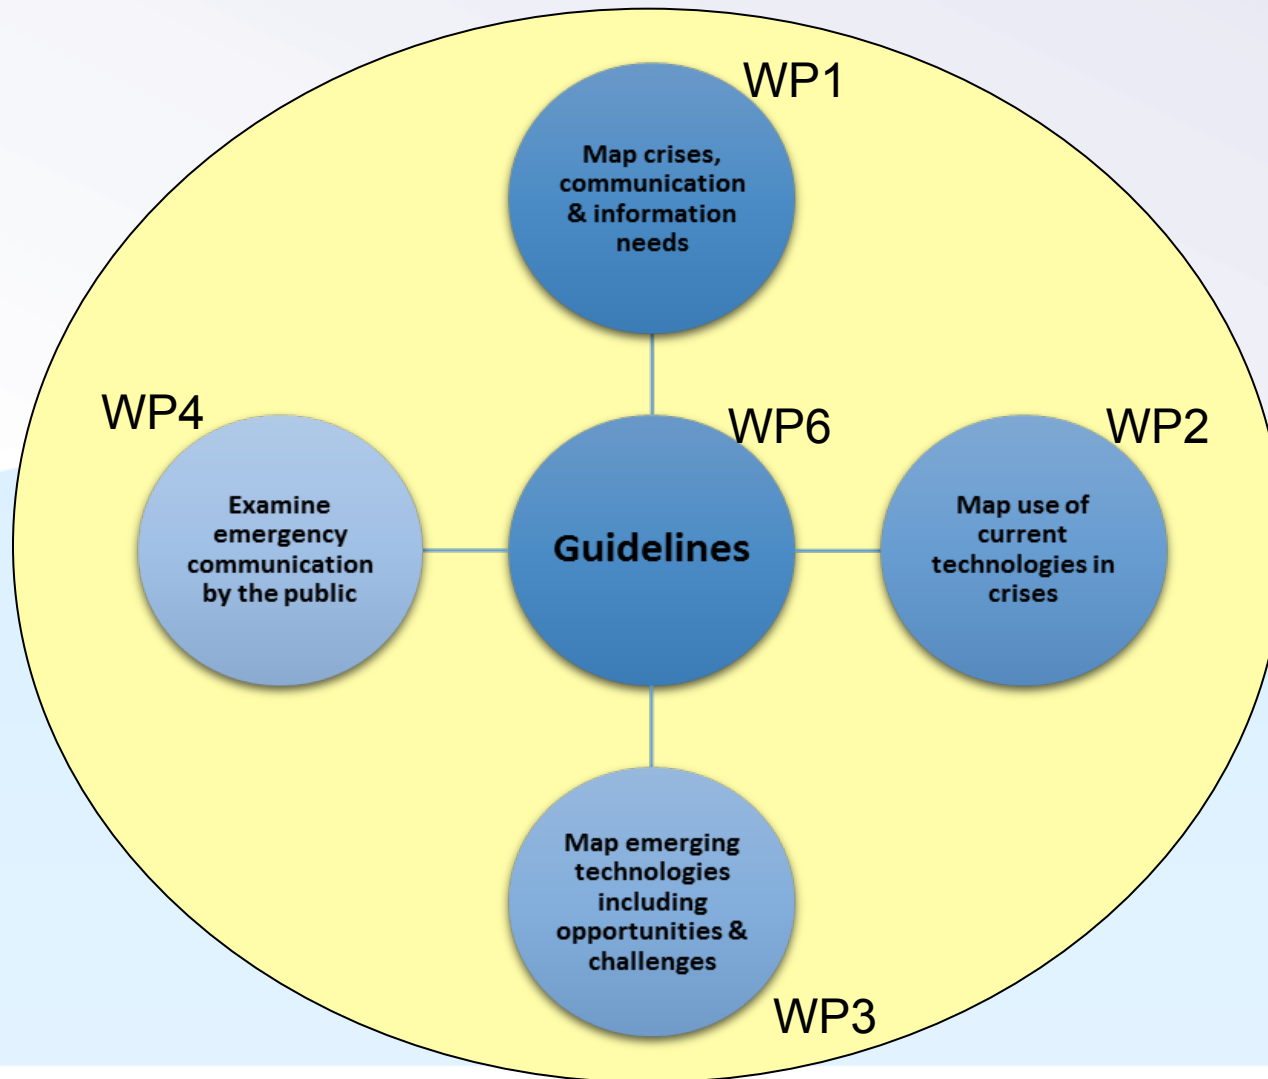 WP1
Map crises,
communication
& information
needs
WP4
Examine
emergency
communication
by the public
WP6
Guidelines
WP2
Map use of
current
technologies in
crises
Map emerging
technologies
including
opportunities &
challenges
WP3